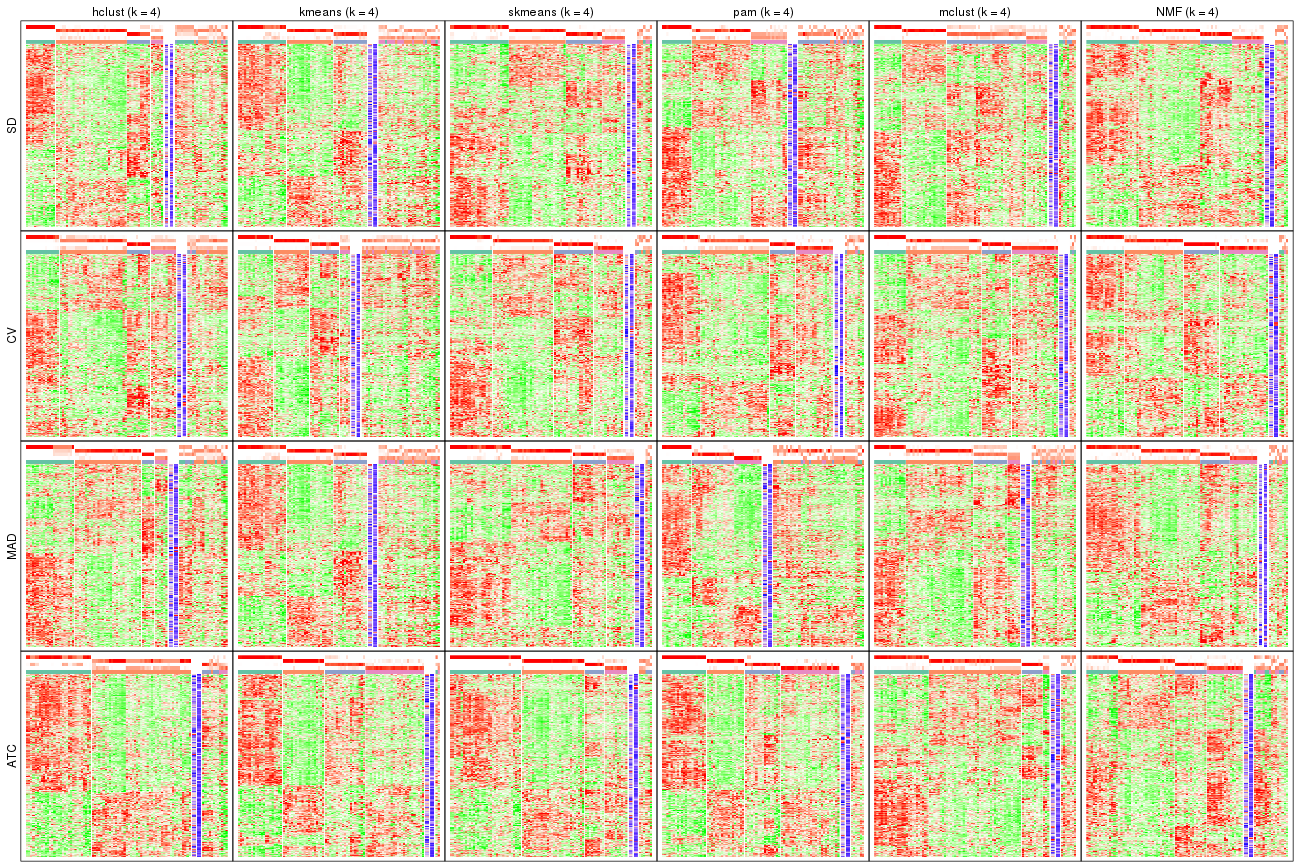 hclust (k = 4)
kmeans (k = 4)
skmeans (k = 4)
pam (k = 4)
mclust (k = 4)
NMF (k = 4)
SD
CV
MAD
ATC